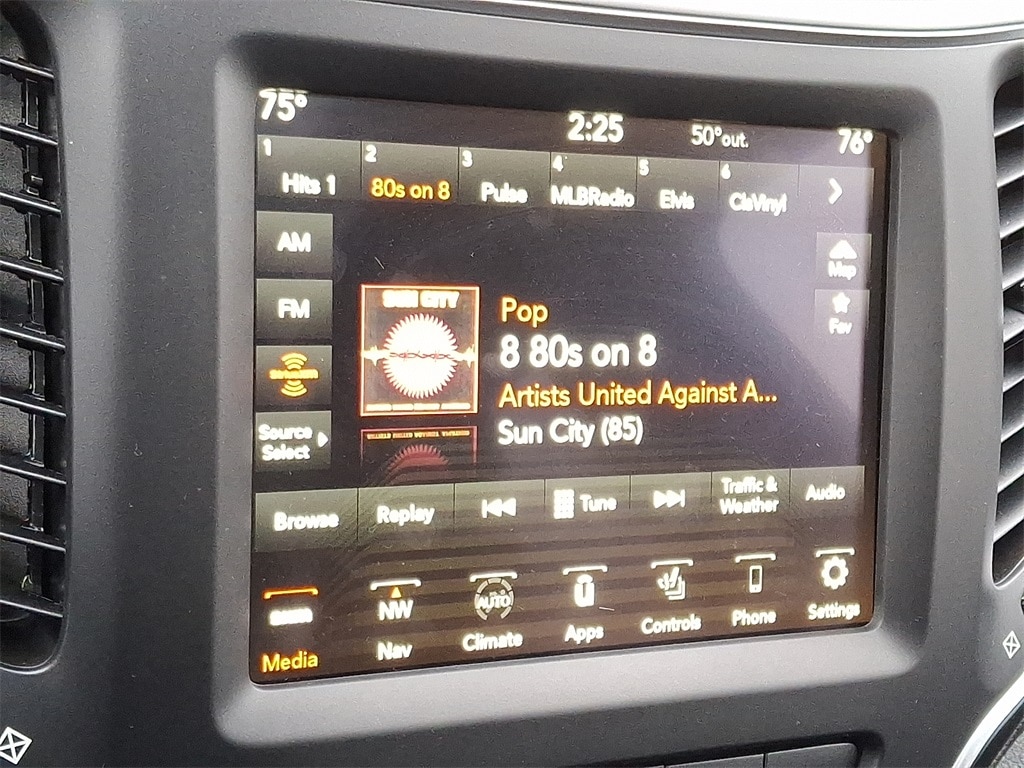 75°
2:25
50°out.
76°
1
2
3
4
5
6
Hits 1
80s on 8
Pulse
MLBRadio
Elvis
ClsVinyl
AM
Map
FM
Fav
SUN CITY
Pop
8 80s on 8
Artists United Against A...
Sun City (85)
Source
Select
Browse
Replay
Tune
Traffic &
Weather
Audio
NW
AUTO
Media
Nav
Climate
Apps
Controls
Phone
Settings